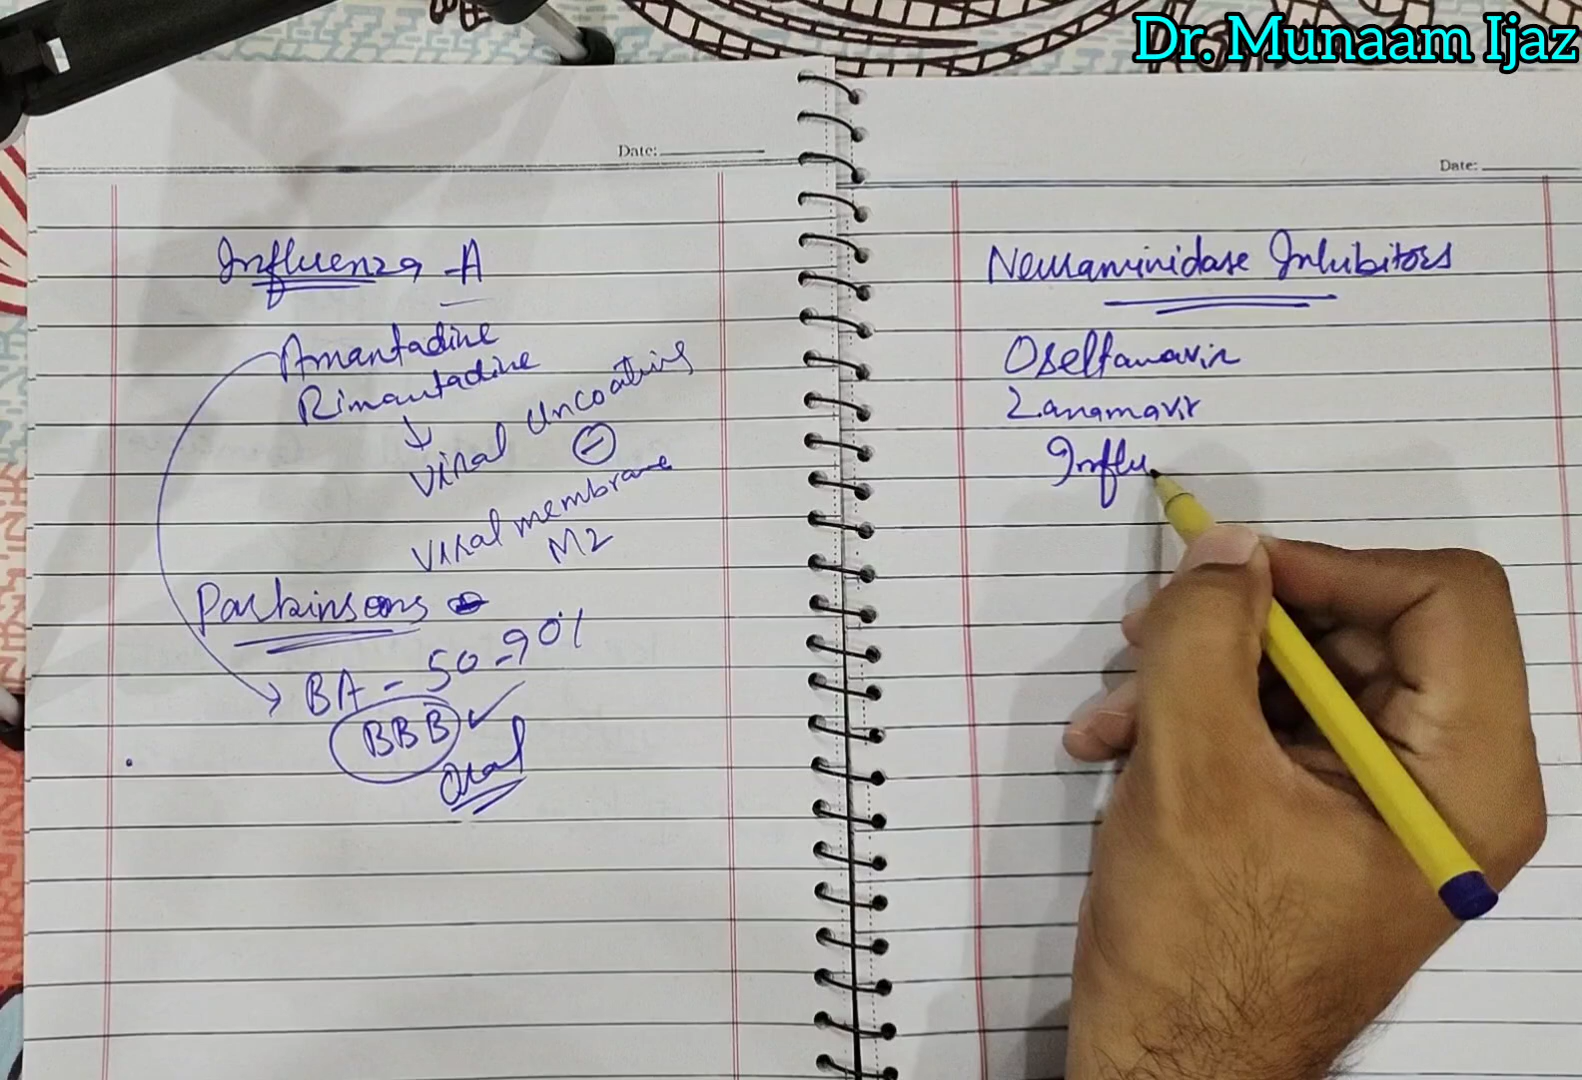 Dr. Munaam Ijaz
Date:
Influenza -A
Amantadine
Rimantadine
↓
Viral Uncoating
⊖
Viral membrane
M2
Parkinsons
→ BA - 50-90%
BBB ✓
Oral
Date:
Neuraminidase Inhibitors
Oseltamavir
Zanamavir
Influ